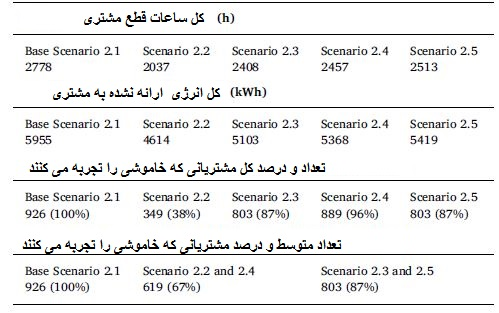 کل ساعات قطع مشتری (h)
Base Scenario 2.1 Scenario 2.2 Scenario 2.3 Scenario 2.4 Scenario 2.5
2778 2037 2408 2457 2513
کل انرژی ارائه نشده به مشتری (kWh)
Base Scenario 2.1 Scenario 2.2 Scenario 2.3 Scenario 2.4 Scenario 2.5
5955 4614 5103 5368 5419
تعداد و درصد کل مشتریانی که خاموشی را تجربه می کنند
Base Scenario 2.1 Scenario 2.2 Scenario 2.3 Scenario 2.4 Scenario 2.5
926 (100%) 349 (38%) 803 (87%) 889 (96%) 803 (87%)
تعداد متوسط و درصد مشتریانی که خاموشی را تجربه می کنند
Base Scenario 2.1 Scenario 2.2 and 2.4 Scenario 2.3 and 2.5
926 (100%) 619 (67%) 803 (87%)